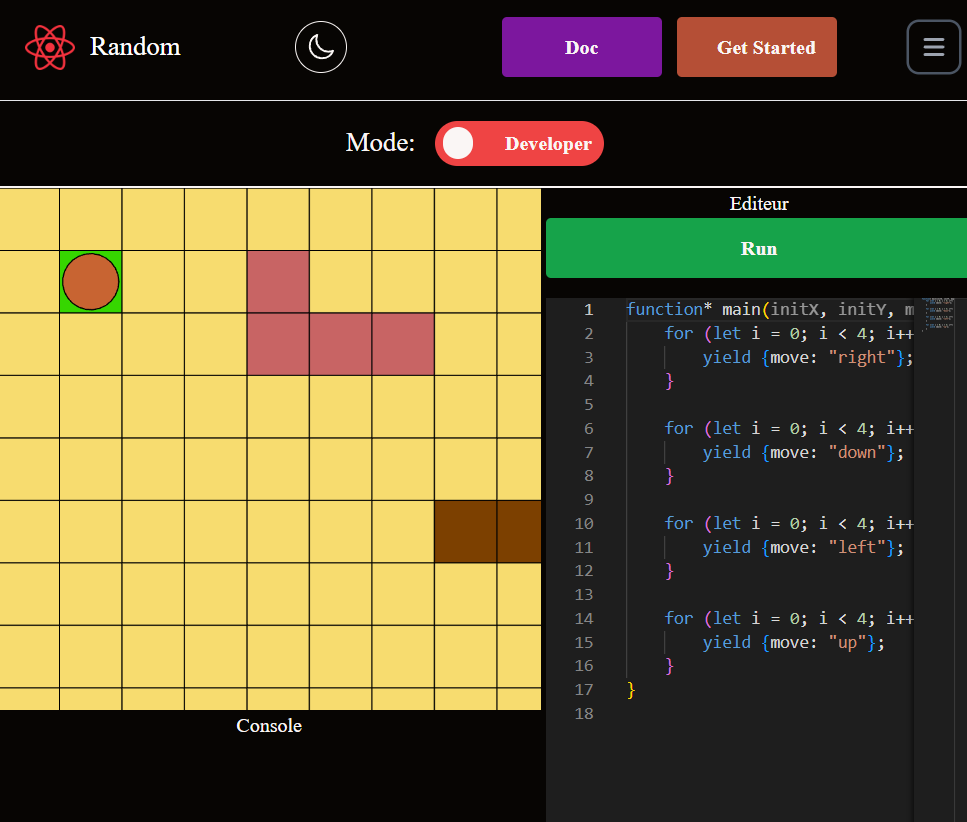 Random
Doc
Get Started
Mode:
Developer
Editeur
Run
1 function* main(initX, initY, m
2 for (let i = 0; i < 4; i++
3 yield {move: "right"};
4 }
5
6 for (let i = 0; i < 4; i++
7 yield {move: "down"};
8 }
9
10 for (let i = 0; i < 4; i++
11 yield {move: "left"};
12 }
13
14 for (let i = 0; i < 4; i++
15 yield {move: "up"};
16 }
17 }
18
Console